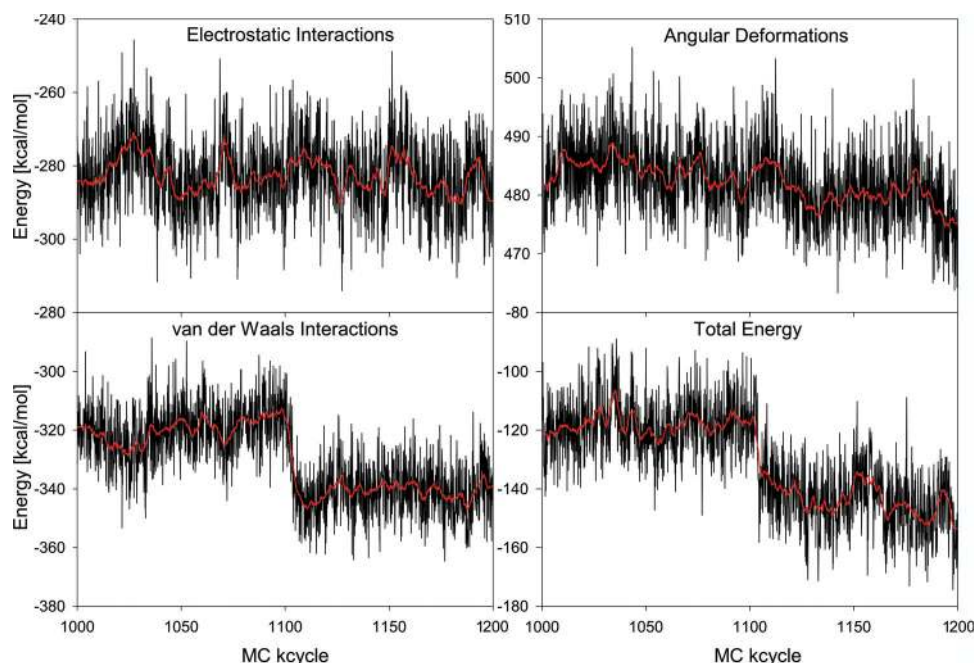 -240
Electrostatic Interactions
-260
-280
-300
-280
Energy [kcal/mol]
510
Angular Deformations
500
490
480
470
-80
van der Waals Interactions
-300
-320
-340
-360
-380
Energy [kcal/mol]
1000 1050 1100 1150 1200
MC kcycle
Total Energy
-100
-120
-140
-160
-180
1000 1050 1100 1150 1200
MC kcycle